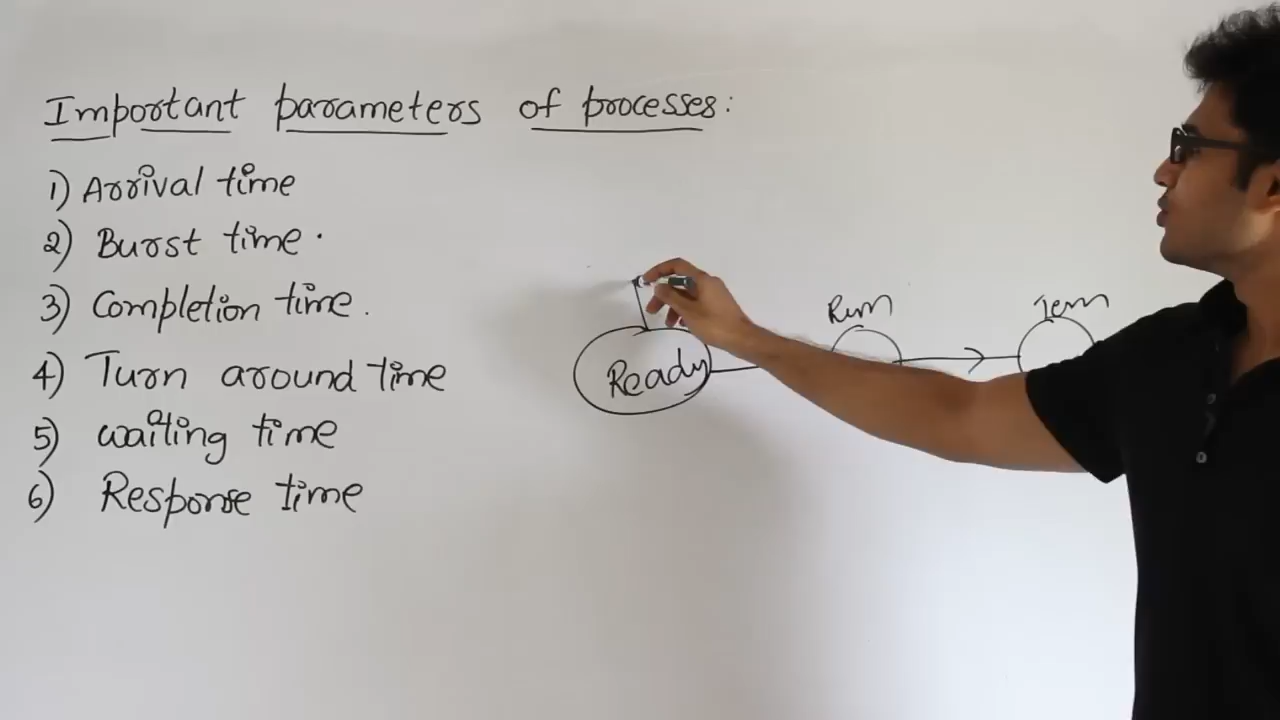 Important parameters of processes:
1) Arrival time
2) Burst time.
3) Completion time.
4) Turn around time
5) waiting time
6) Response time
Run
Term
Ready